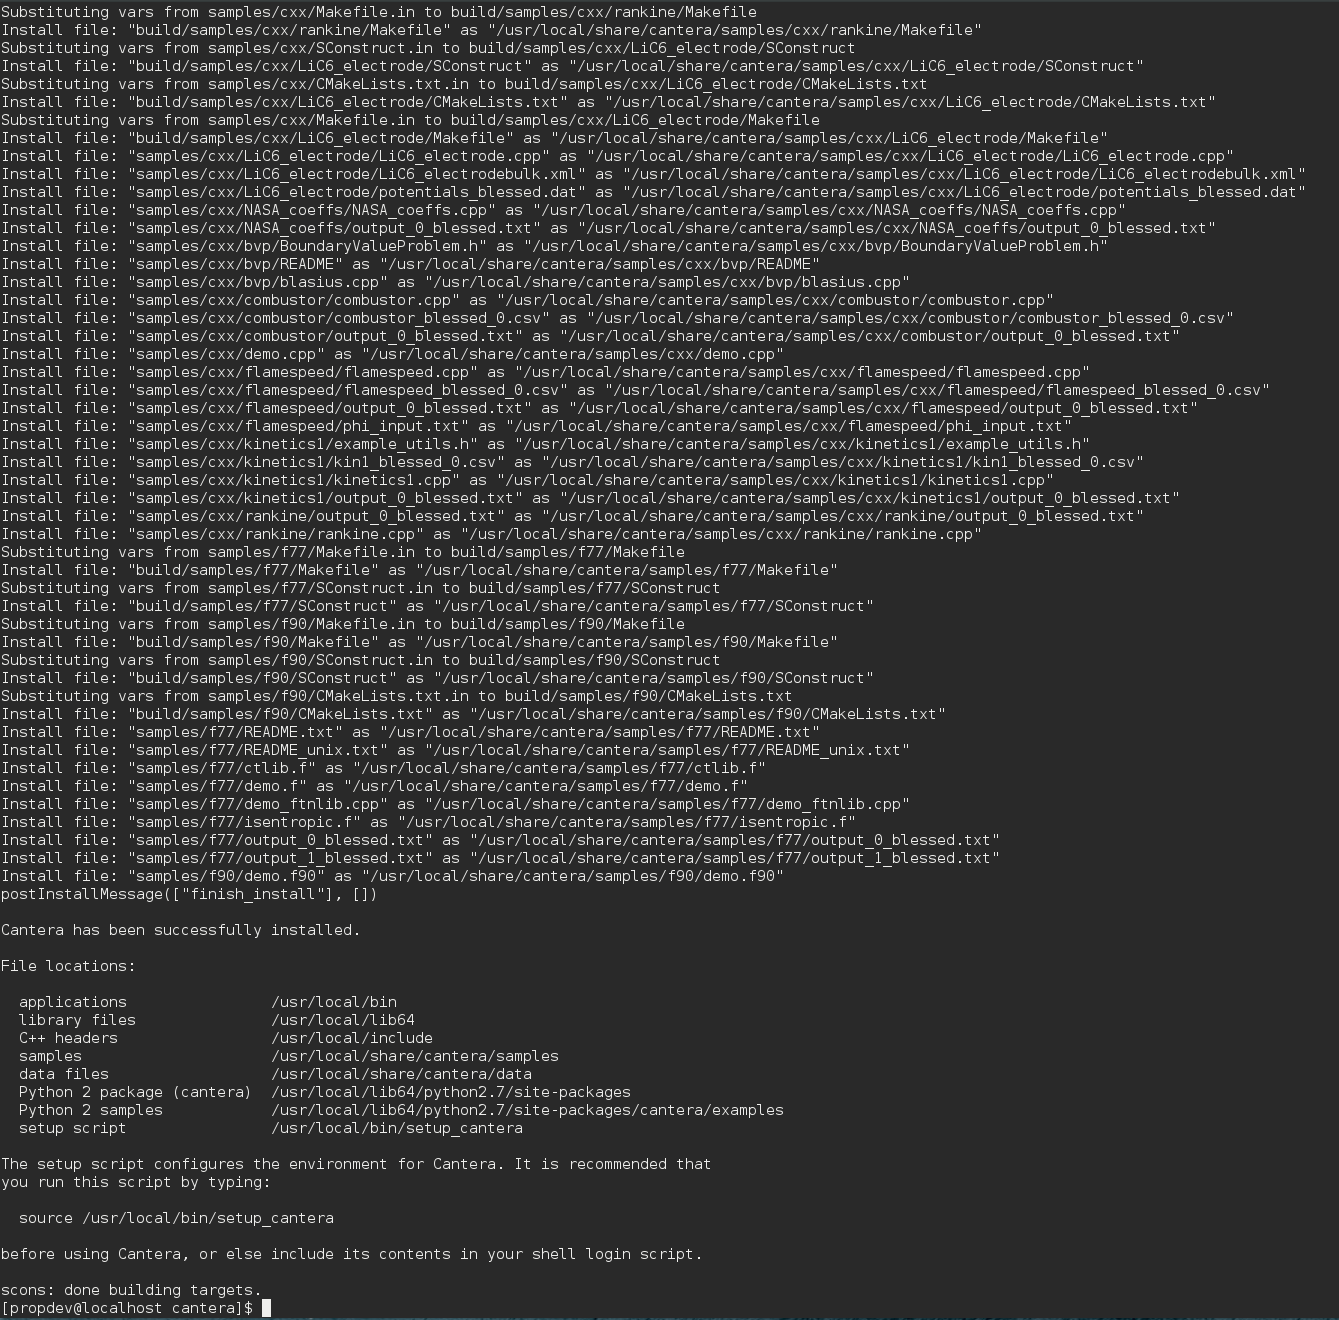 Substituting vars from samples/cxx/Makefile.in to build/samples/cxx/rankine/Makefile
Install file: "build/samples/cxx/rankine/Makefile" as "/usr/local/share/cantera/samples/cxx/rankine/Makefile"
Substituting vars from samples/cxx/SConstruct.in to build/samples/cxx/LiC6_electrode/SConstruct
Install file: "build/samples/cxx/LiC6_electrode/SConstruct" as "/usr/local/share/cantera/samples/cxx/LiC6_electrode/SConstruct"
Substituting vars from samples/cxx/CMakeLists.txt.in to build/samples/cxx/LiC6_electrode/CMakeLists.txt
Install file: "build/samples/cxx/LiC6_electrode/CMakeLists.txt" as "/usr/local/share/cantera/samples/cxx/LiC6_electrode/CMakeLists.txt"
Substituting vars from samples/cxx/Makefile.in to build/samples/cxx/LiC6_electrode/Makefile
Install file: "build/samples/cxx/LiC6_electrode/Makefile" as "/usr/local/share/cantera/samples/cxx/LiC6_electrode/Makefile"
Install file: "samples/cxx/LiC6_electrode/LiC6_electrode.cpp" as "/usr/local/share/cantera/samples/cxx/LiC6_electrode/LiC6_electrode.cpp"
Install file: "samples/cxx/LiC6_electrode/LiC6_electrodebulk.xml" as "/usr/local/share/cantera/samples/cxx/LiC6_electrode/LiC6_electrodebulk.xml"
Install file: "samples/cxx/LiC6_electrode/potentials_blessed.dat" as "/usr/local/share/cantera/samples/cxx/LiC6_electrode/potentials_blessed.dat"
Install file: "samples/cxx/NASA_coeffs/NASA_coeffs.cpp" as "/usr/local/share/cantera/samples/cxx/NASA_coeffs/NASA_coeffs.cpp"
Install file: "samples/cxx/NASA_coeffs/output_0_blessed.txt" as "/usr/local/share/cantera/samples/cxx/NASA_coeffs/output_0_blessed.txt"
Install file: "samples/cxx/bvp/BoundaryValueProblem.h" as "/usr/local/share/cantera/samples/cxx/bvp/BoundaryValueProblem.h"
Install file: "samples/cxx/bvp/README" as "/usr/local/share/cantera/samples/cxx/bvp/README"
Install file: "samples/cxx/bvp/blasius.cpp" as "/usr/local/share/cantera/samples/cxx/bvp/blasius.cpp"
Install file: "samples/cxx/combustor/combustor.cpp" as "/usr/local/share/cantera/samples/cxx/combustor/combustor.cpp"
Install file: "samples/cxx/combustor/combustor_blessed_0.csv" as "/usr/local/share/cantera/samples/cxx/combustor/combustor_blessed_0.csv"
Install file: "samples/cxx/combustor/output_0_blessed.txt" as "/usr/local/share/cantera/samples/cxx/combustor/output_0_blessed.txt"
Install file: "samples/cxx/demo.cpp" as "/usr/local/share/cantera/samples/cxx/demo.cpp"
Install file: "samples/cxx/flamespeed/flamespeed.cpp" as "/usr/local/share/cantera/samples/cxx/flamespeed/flamespeed.cpp"
Install file: "samples/cxx/flamespeed/flamespeed_blessed_0.csv" as "/usr/local/share/cantera/samples/cxx/flamespeed/flamespeed_blessed_0.csv"
Install file: "samples/cxx/flamespeed/output_0_blessed.txt" as "/usr/local/share/cantera/samples/cxx/flamespeed/output_0_blessed.txt"
Install file: "samples/cxx/flamespeed/phi_input.txt" as "/usr/local/share/cantera/samples/cxx/flamespeed/phi_input.txt"
Install file: "samples/cxx/kinetics1/example_utils.h" as "/usr/local/share/cantera/samples/cxx/kinetics1/example_utils.h"
Install file: "samples/cxx/kinetics1/kin1_blessed_0.csv" as "/usr/local/share/cantera/samples/cxx/kinetics1/kin1_blessed_0.csv"
Install file: "samples/cxx/kinetics1/kinetics1.cpp" as "/usr/local/share/cantera/samples/cxx/kinetics1/kinetics1.cpp"
Install file: "samples/cxx/kinetics1/output_0_blessed.txt" as "/usr/local/share/cantera/samples/cxx/kinetics1/output_0_blessed.txt"
Install file: "samples/cxx/rankine/output_0_blessed.txt" as "/usr/local/share/cantera/samples/cxx/rankine/output_0_blessed.txt"
Install file: "samples/cxx/rankine/rankine.cpp" as "/usr/local/share/cantera/samples/cxx/rankine/rankine.cpp"
Substituting vars from samples/f77/Makefile.in to build/samples/f77/Makefile
Install file: "build/samples/f77/Makefile" as "/usr/local/share/cantera/samples/f77/Makefile"
Substituting vars from samples/f77/SConstruct.in to build/samples/f77/SConstruct
Install file: "build/samples/f77/SConstruct" as "/usr/local/share/cantera/samples/f77/SConstruct"
Substituting vars from samples/f90/Makefile.in to build/samples/f90/Makefile
Install file: "build/samples/f90/Makefile" as "/usr/local/share/cantera/samples/f90/Makefile"
Substituting vars from samples/f90/SConstruct.in to build/samples/f90/SConstruct
Install file: "build/samples/f90/SConstruct" as "/usr/local/share/cantera/samples/f90/SConstruct"
Substituting vars from samples/f90/CMakeLists.txt.in to build/samples/f90/CMakeLists.txt
Install file: "build/samples/f90/CMakeLists.txt" as "/usr/local/share/cantera/samples/f90/CMakeLists.txt"
Install file: "samples/f77/README.txt" as "/usr/local/share/cantera/samples/f77/README.txt"
Install file: "samples/f77/README_unix.txt" as "/usr/local/share/cantera/samples/f77/README_unix.txt"
Install file: "samples/f77/ctlib.f" as "/usr/local/share/cantera/samples/f77/ctlib.f"
Install file: "samples/f77/demo.f" as "/usr/local/share/cantera/samples/f77/demo.f"
Install file: "samples/f77/demo_ftnlib.cpp" as "/usr/local/share/cantera/samples/f77/demo_ftnlib.cpp"
Install file: "samples/f77/isentropic.f" as "/usr/local/share/cantera/samples/f77/isentropic.f"
Install file: "samples/f77/output_0_blessed.txt" as "/usr/local/share/cantera/samples/f77/output_0_blessed.txt"
Install file: "samples/f77/output_1_blessed.txt" as "/usr/local/share/cantera/samples/f77/output_1_blessed.txt"
Install file: "samples/f90/demo.f90" as "/usr/local/share/cantera/samples/f90/demo.f90"
postInstallMessage(["finish_install"], [])
Cantera has been successfully installed.
File locations:
applications /usr/local/bin
library files /usr/local/lib64
C++ headers /usr/local/include
samples /usr/local/share/cantera/samples
data files /usr/local/share/cantera/data
Python 2 package (cantera) /usr/local/lib64/python2.7/site-packages
Python 2 samples /usr/local/lib64/python2.7/site-packages/cantera/examples
setup script /usr/local/bin/setup_cantera
The setup script configures the environment for Cantera. It is recommended that
you run this script by typing:
source /usr/local/bin/setup_cantera
before using Cantera, or else include its contents in your shell login script.
scons: done building targets.
[propdev@localhost cantera]$